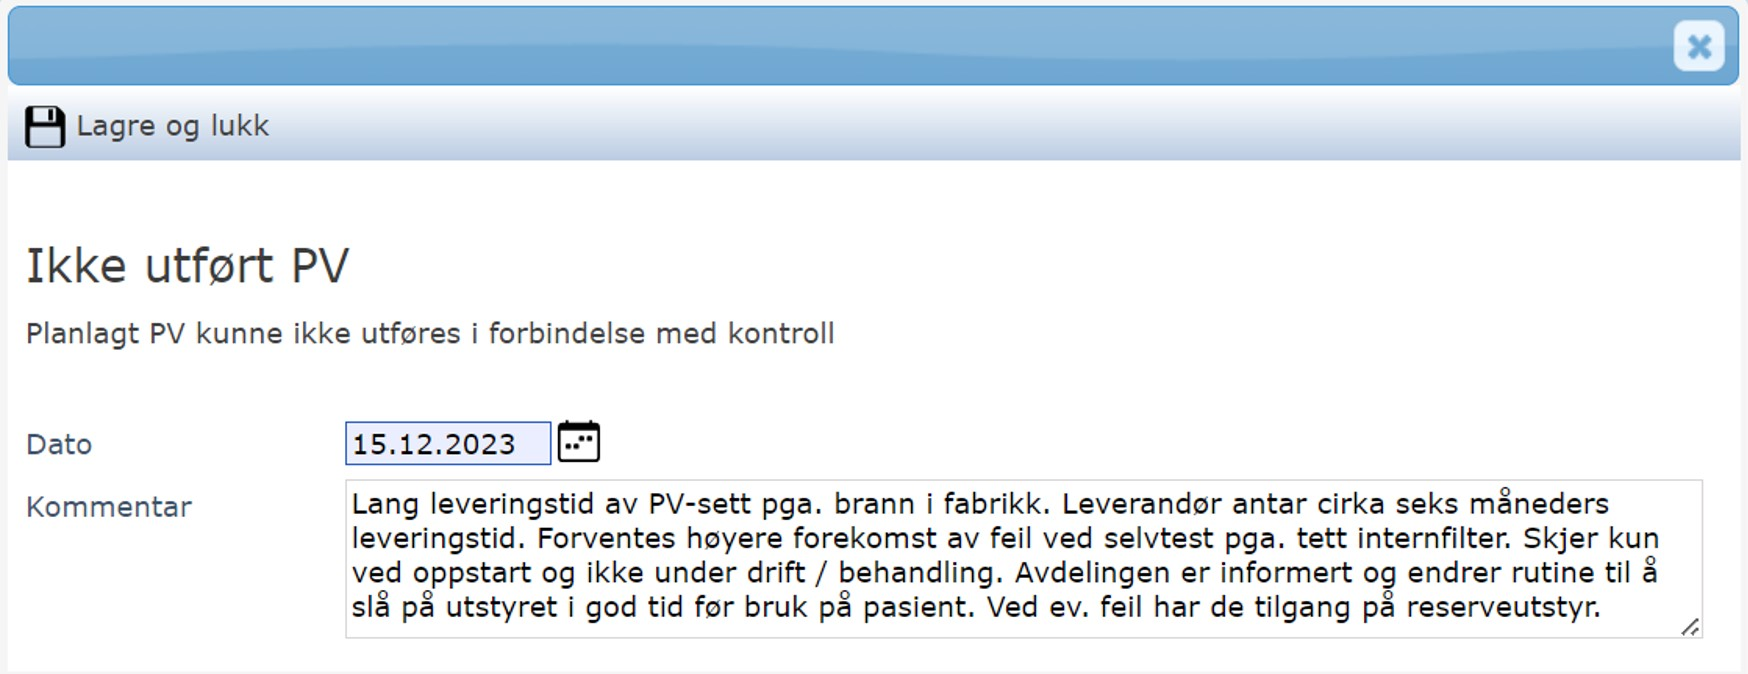 Lagre og lukk
Ikke utført PV
Planlagt PV kunne ikke utføres i forbindelse med kontroll
Dato 15.12.2023
Kommentar Lang leveringstid av PV-sett pga. brann i fabrikk. Leverandør antar cirka seks måneders
leveringstid. Forventes høyere forekomst av feil ved selvtest pga. tett internfilter. Skjer kun
ved oppstart og ikke under drift / behandling. Avdelingen er informert og endrer rutine til å
slå på utstyret i god tid før bruk på pasient. Ved ev. feil har de tilgang på reserveutstyr.